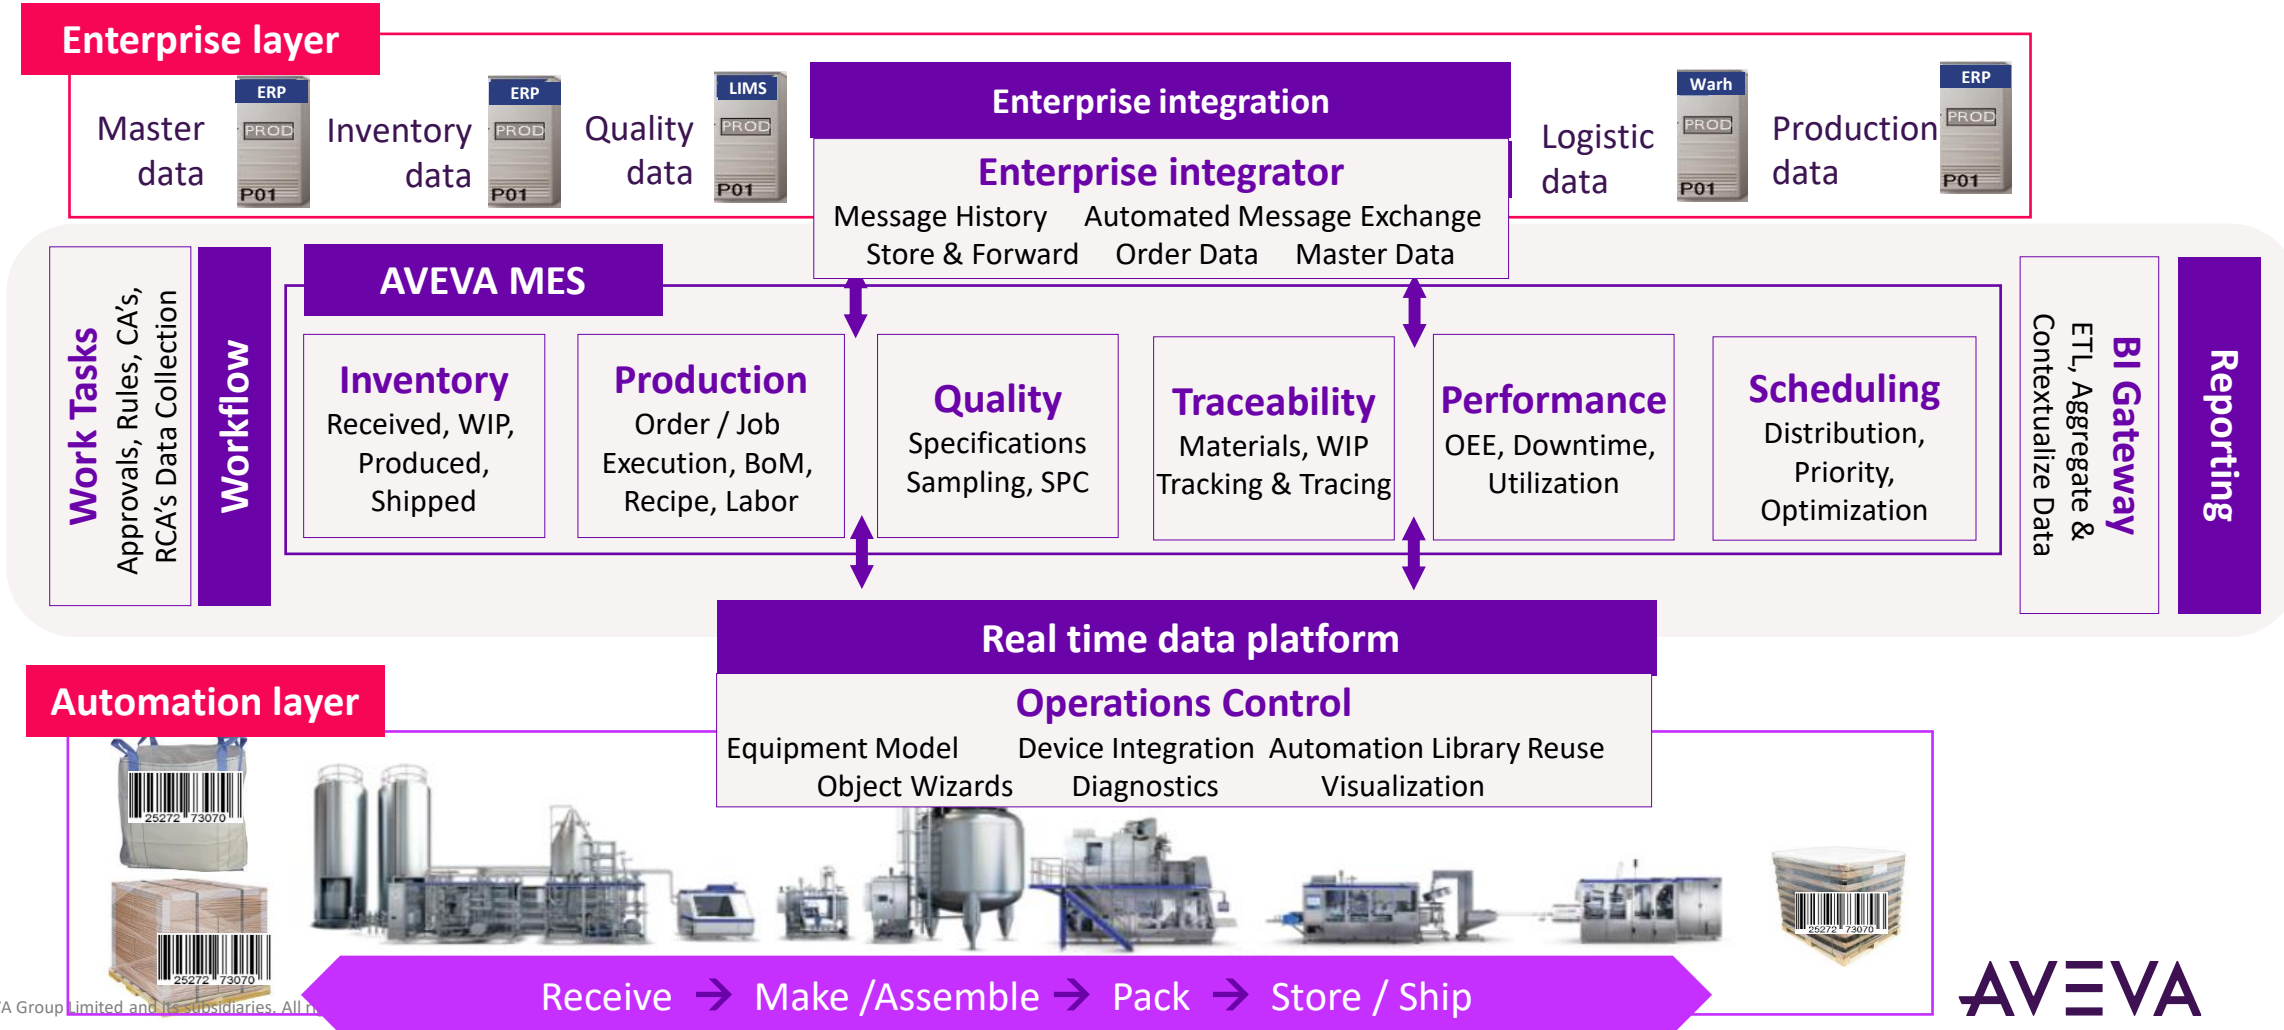 Enterprise layer
Master
data
ERP
PROD
P01
Inventory
data
ERP
PROD
P01
Quality
data
LIMS
PROD
P01
Enterprise integration
Enterprise integrator
Message History Automated Message Exchange
Store & Forward Order Data Master Data
Logistic
data
Warh
PROD
P01
Production
data
ERP
PROD
P01
Work Tasks
Approvals, Rules, CA's,
RCA's Data Collection
Workflow
AVEVA MES
Inventory
Received, WIP,
Produced,
Shipped
Production
Order / Job
Execution, BoM,
Recipe, Labor
Quality
Specifications
Sampling, SPC
Traceability
Materials, WIP
Tracking & Tracing
Performance
OEE, Downtime,
Utilization
Scheduling
Distribution,
Priority,
Optimization
BI Gateway
ETL, Aggregate &
Contextualize Data
Reporting
Real time data platform
Operations Control
Equipment Model Device Integration Automation Library Reuse
Object Wizards Diagnostics Visualization
Automation layer
25272 73070
25272 73070
25272 73070
Receive → Make /Assemble → Pack → Store / Ship
Group Limited and its subsidiaries. All
AVEVA